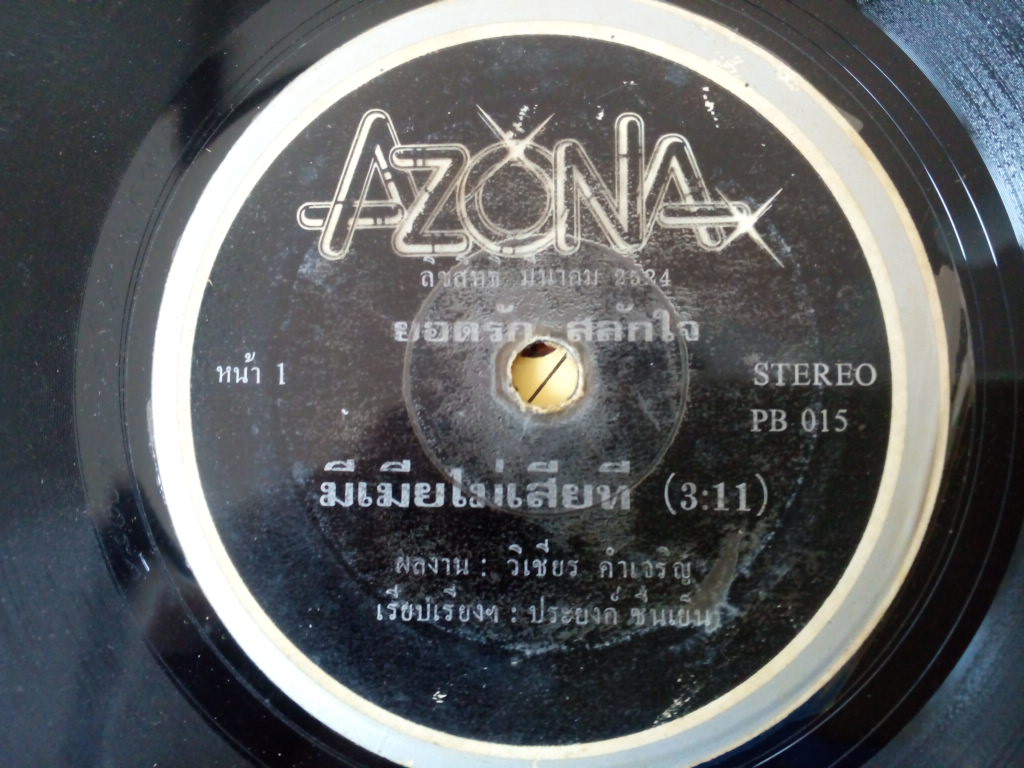 AZONA
ลิขสิทธิ์ มีนาคม 2524
ยอดรัก สลักใจ
หน้า 1
STEREO
PB 015
มีเมียไม่เสียที (3:11)
ผลงาน : วิเชียร คำเจริญ
เรียบเรียงฯ : ประยงค์ ชื่นเย็น